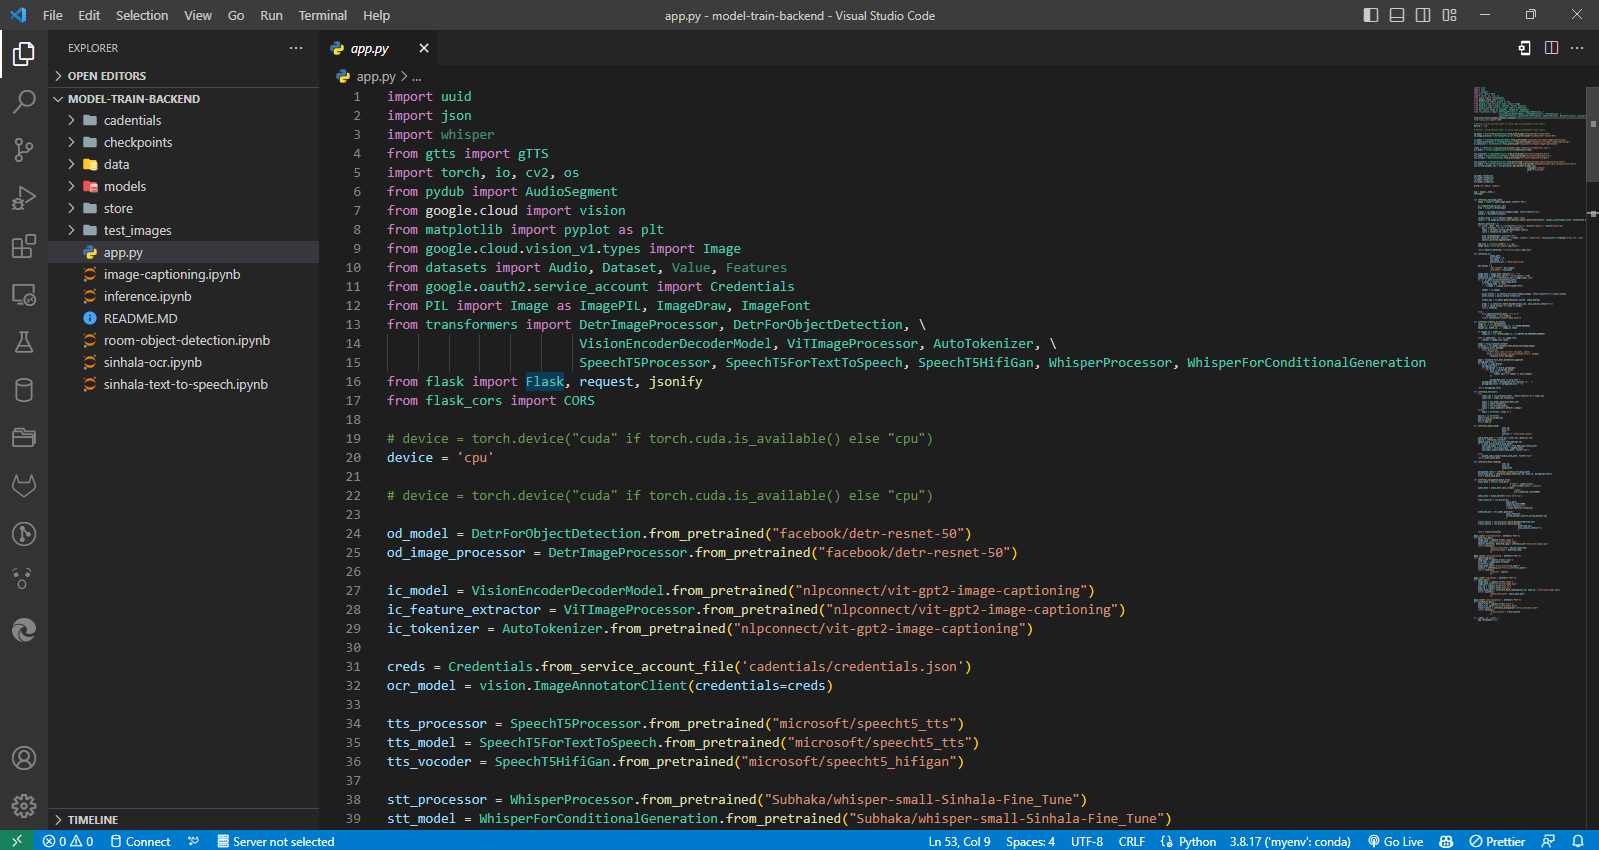 File Edit Selection View Go Run Terminal Help
app.py - model-train-backend - Visual Studio Code
EXPLORER
OPEN EDITORS
MODEL-TRAIN-BACKEND
cadentials
checkpoints
data
models
store
test_images
app.py
image-captioning.ipynb
inference.ipynb
README.MD
room-object-detection.ipynb
sinhala-ocr.ipynb
sinhala-text-to-speech.ipynb
TIMELINE
app.py
app.py > ...
1 import uuid
2 import json
3 import whisper
4 from gtts import gTTS
5 import torch, io, cv2, os
6 from pydub import AudioSegment
7 from google.cloud import vision
8 from matplotlib import pyplot as plt
9 from google.cloud.vision_v1.types import Image
10 from datasets import Audio, Dataset, Value, Features
11 from google.oauth2.service_account import Credentials
12 from PIL import Image as ImagePIL, ImageDraw, ImageFont
13 from transformers import DetrImageProcessor, DetrForObjectDetection, \
14 VisionEncoderDecoderModel, ViTImageProcessor, AutoTokenizer, \
15 SpeechT5Processor, SpeechT5ForTextToSpeech, SpeechT5HifiGan, WhisperProcessor, WhisperForConditionalGeneration
16 from flask import Flask, request, jsonify
17 from flask_cors import CORS
18
19 # device = torch.device("cuda" if torch.cuda.is_available() else "cpu")
20 device = 'cpu'
21
22 # device = torch.device("cuda" if torch.cuda.is_available() else "cpu")
23
24 od_model = DetrForObjectDetection.from_pretrained("facebook/detr-resnet-50")
25 od_image_processor = DetrImageProcessor.from_pretrained("facebook/detr-resnet-50")
26
27 ic_model = VisionEncoderDecoderModel.from_pretrained("nlpconnect/vit-gpt2-image-captioning")
28 ic_feature_extractor = ViTImageProcessor.from_pretrained("nlpconnect/vit-gpt2-image-captioning")
29 ic_tokenizer = AutoTokenizer.from_pretrained("nlpconnect/vit-gpt2-image-captioning")
30
31 creds = Credentials.from_service_account_file('cadentials/credentials.json')
32 ocr_model = vision.ImageAnnotatorClient(credentials=creds)
33
34 tts_processor = SpeechT5Processor.from_pretrained("microsoft/speecht5_tts")
35 tts_model = SpeechT5ForTextToSpeech.from_pretrained("microsoft/speecht5_tts")
36 tts_vocoder = SpeechT5HifiGan.from_pretrained("microsoft/speecht5_hifigan")
37
38 stt_processor = WhisperProcessor.from_pretrained("Subhaka/whisper-small-Sinhala-Fine_Tune")
39 stt_model = WhisperForConditionalGeneration.from_pretrained("Subhaka/whisper-small-Sinhala-Fine_Tune")
0 0 Connect Server not selected Ln 53, Col 9 Spaces: 4 UTF-8 CRLF Python 3.8.17 ('myenv': conda) Go Live Prettier